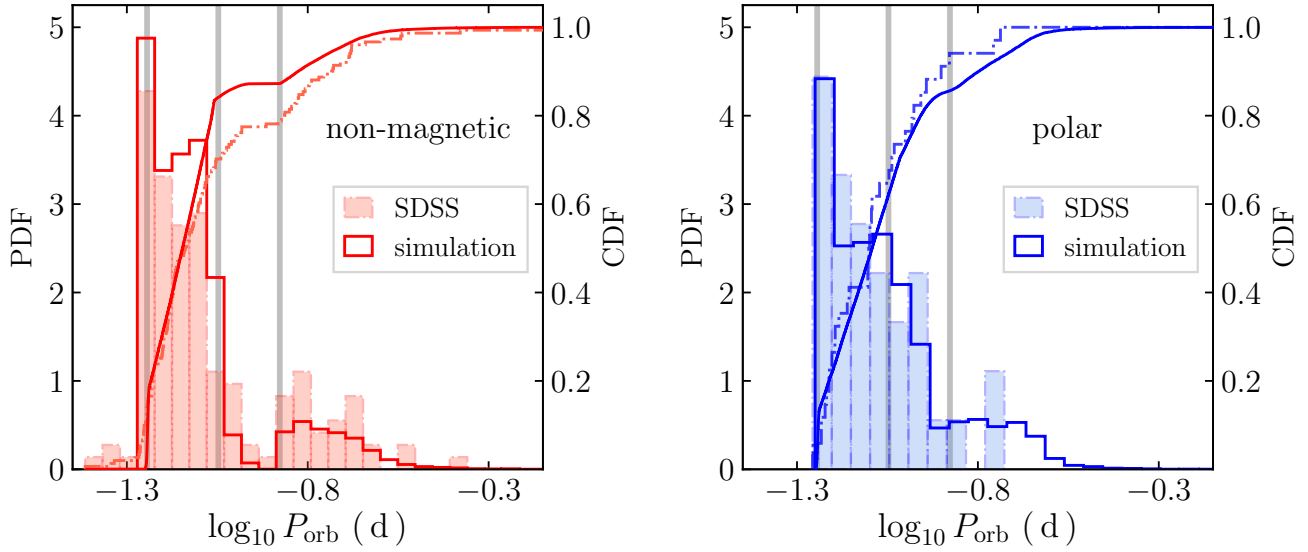 5
4
3
2
1
0
PDF
1.0
0.8
0.6
0.4
0.2
CDF
non-magnetic
SDSS
simulation
−1.3
−0.8
−0.3
log₁₀ P_orb (d)
5
4
3
2
1
0
PDF
1.0
0.8
0.6
0.4
0.2
CDF
polar
SDSS
simulation
−1.3
−0.8
−0.3
log₁₀ P_orb (d)